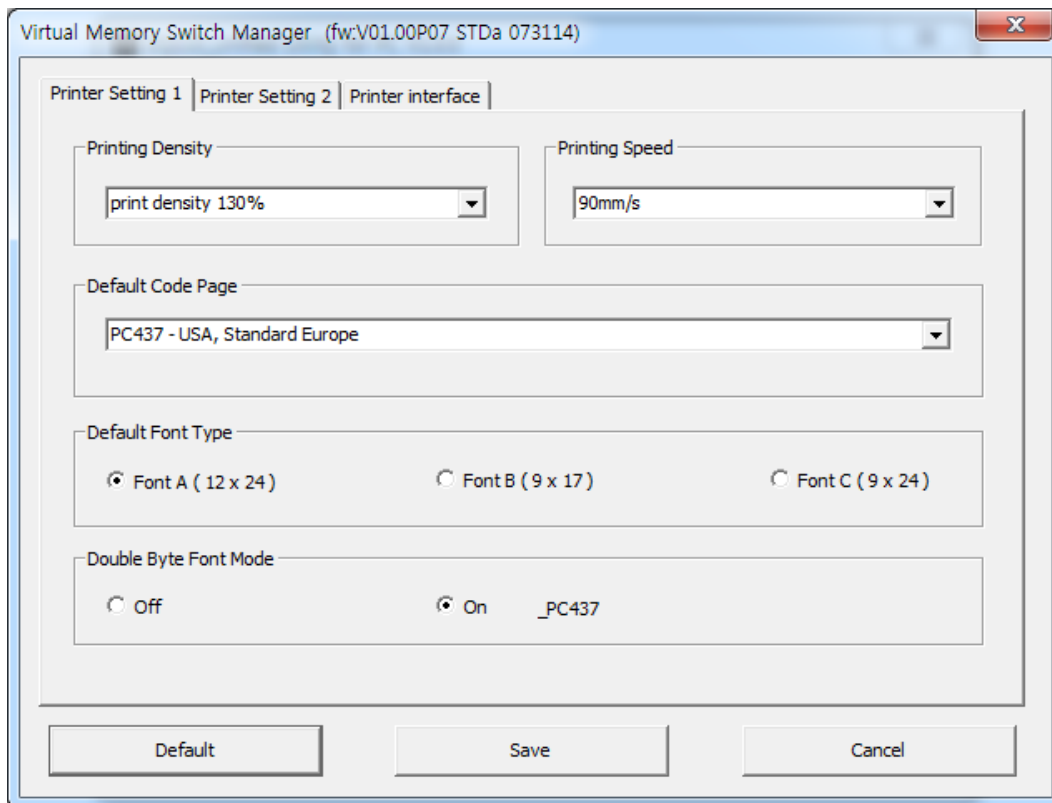 Virtual Memory Switch Manager (fw:V01.00P07 STDa 073114)
Printer Setting 1 Printer Setting 2 Printer interface
Printing Density Printing Speed
print density 130% 90mm/s
Default Code Page
PC437 - USA, Standard Europe
Default Font Type
Font A ( 12 x 24 ) Font B ( 9 x 17 ) Font C ( 9 x 24 )
Double Byte Font Mode
Off On _PC437
Default Save Cancel